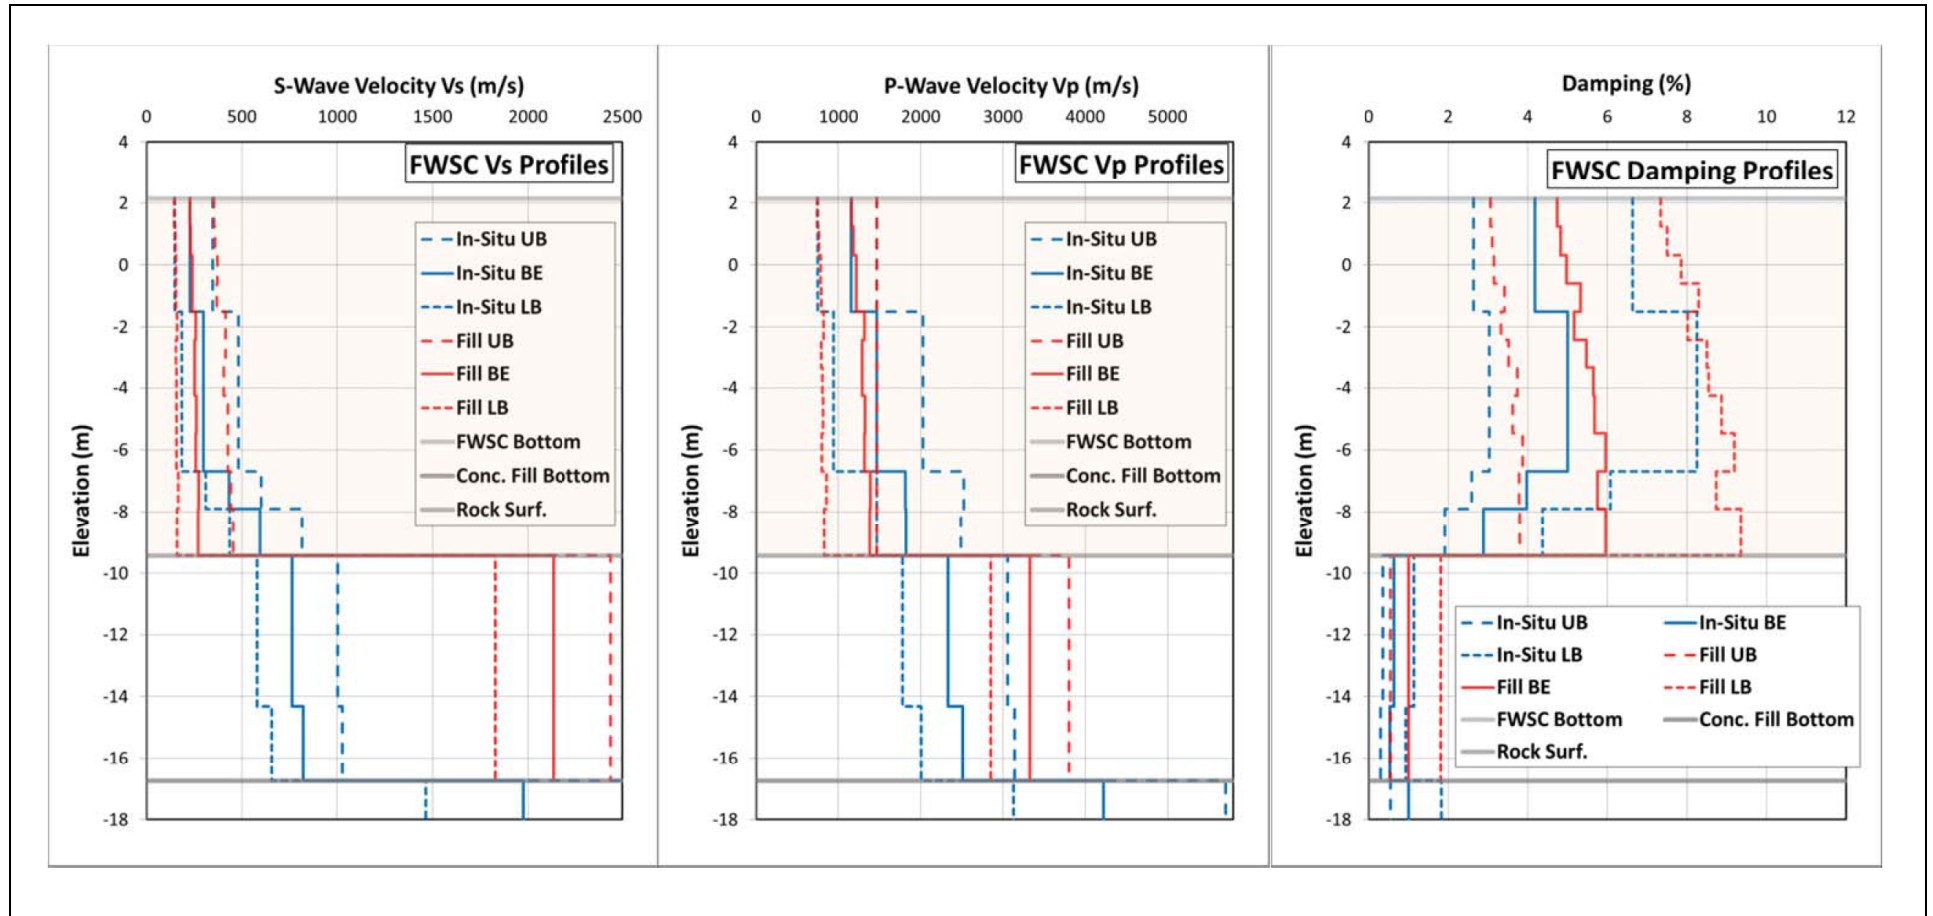 S-Wave Velocity Vs (m/s)
0 500 1000 1500 2000 2500
4
FWSC Vs Profiles
2
0
-2
-4
-6
-8
-10
-12
-14
-16
-18
Elevation (m)
In-Situ UB
In-Situ BE
In-Situ LB
Fill UB
Fill BE
Fill LB
FWSC Bottom
Conc. Fill Bottom
Rock Surf.
P-Wave Velocity Vp (m/s)
0 1000 2000 3000 4000 5000
4
FWSC Vp Profiles
2
0
-2
-4
-6
-8
-10
-12
-14
-16
-18
Elevation (m)
In-Situ UB
In-Situ BE
In-Situ LB
Fill UB
Fill BE
Fill LB
FWSC Bottom
Conc. Fill Bottom
Rock Surf.
Damping (%)
0 2 4 6 8 10 12
4
FWSC Damping Profiles
2
0
-2
-4
-6
-8
-10
-12
-14
-16
-18
Elevation (m)
In-Situ UB In-Situ BE
In-Situ LB Fill UB
Fill BE Fill LB
FWSC Bottom Conc. Fill Bottom
Rock Surf.